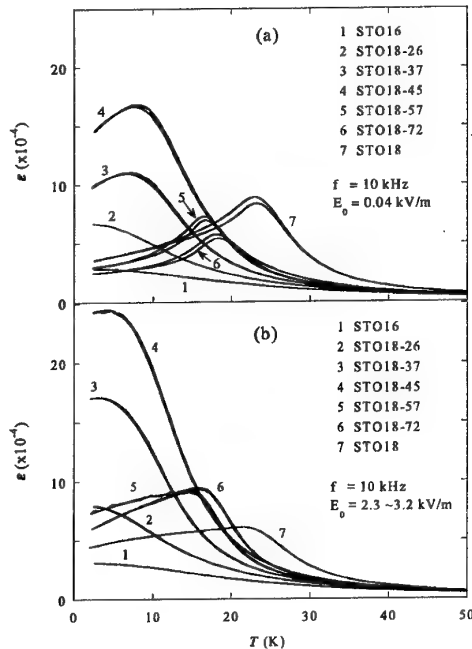 (a)
1 STO16
2 STO18-26
3 STO18-37
4 STO18-45
5 STO18-57
6 STO18-72
7 STO18
f = 10 kHz
E₀ = 0.04 kV/m
ε (x10⁻⁴)
20
10
0
4
3
2
1
5
6
7
(b)
1 STO16
2 STO18-26
3 STO18-37
4 STO18-45
5 STO18-57
6 STO18-72
7 STO18
f = 10 kHz
E₀ = 2.3 ~3.2 kV/m
ε (x10⁻⁴)
20
10
0
4
3
5
2
1
6
7
0 10 20 30 40 50
T (K)